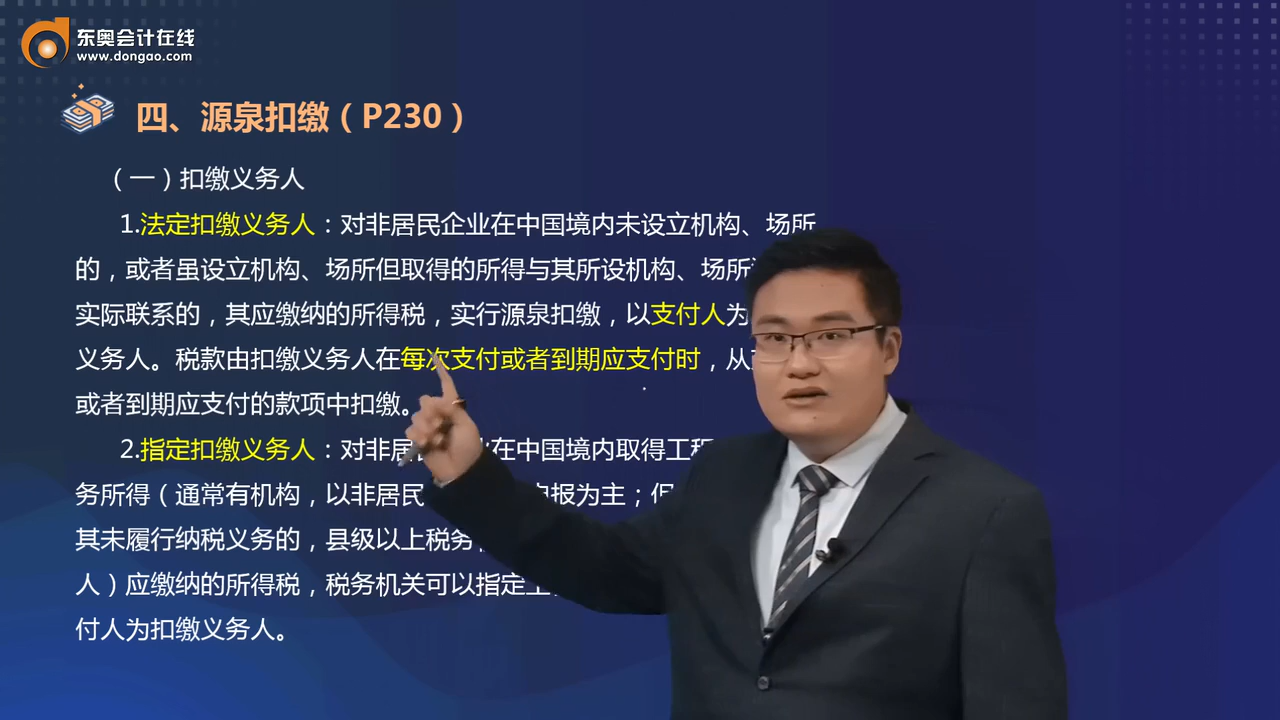 东奥会计在线
www.dongao.com
四、源泉扣缴（P230）
（一）扣缴义务人
1.法定扣缴义务人：对非居民企业在中国境内未设立机构、场所
的，或者虽设立机构、场所但取得的所得与其所设机构、场所
实际联系的，其应缴纳的所得税，实行源泉扣缴，以支付人为
义务人。税款由扣缴义务人在每次支付或者到期应支付时，从
或者到期应支付的款项中扣缴。
2.指定扣缴义务人：对非居 业在中国境内取得工程
务所得（通常有机构，以非居民 申报为主；但
其未履行纳税义务的，县级以上税务
人）应缴纳的所得税，税务机关可以指定
付人为扣缴义务人。